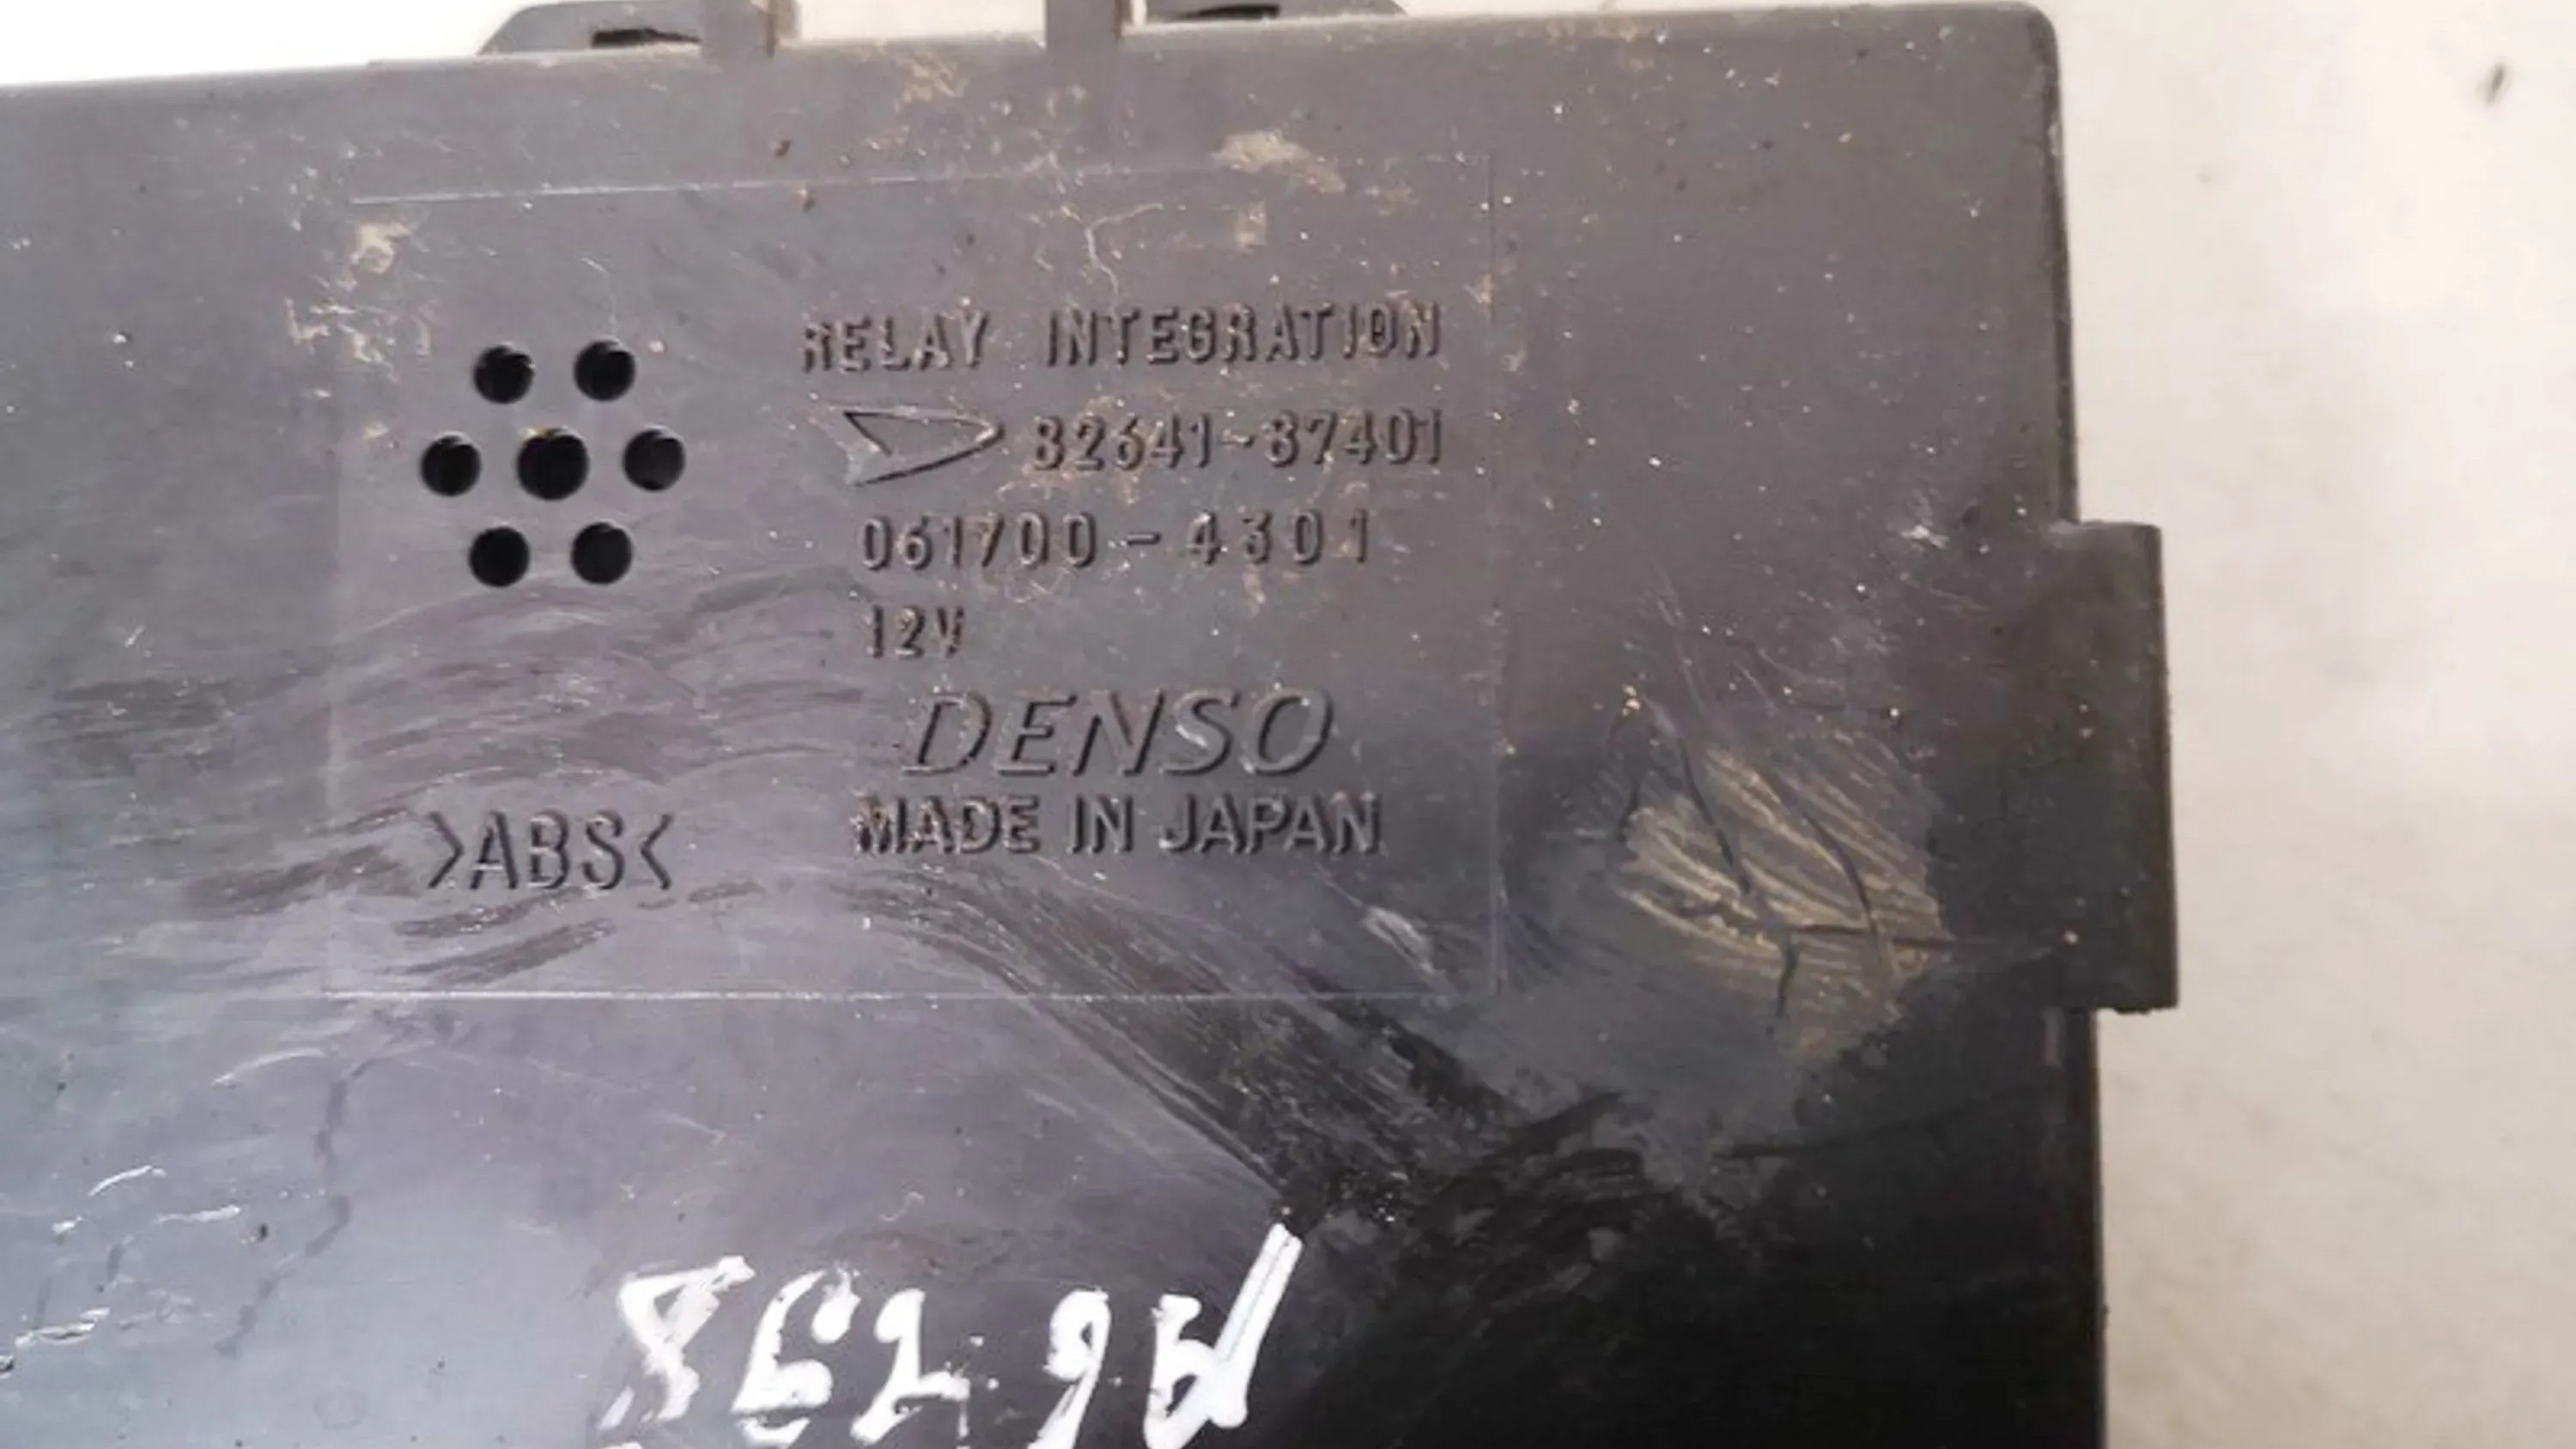 RELAY INTEGRATION
82641-87401
061700-4301
12V
DENSO
MADE IN JAPAN
>ABS<